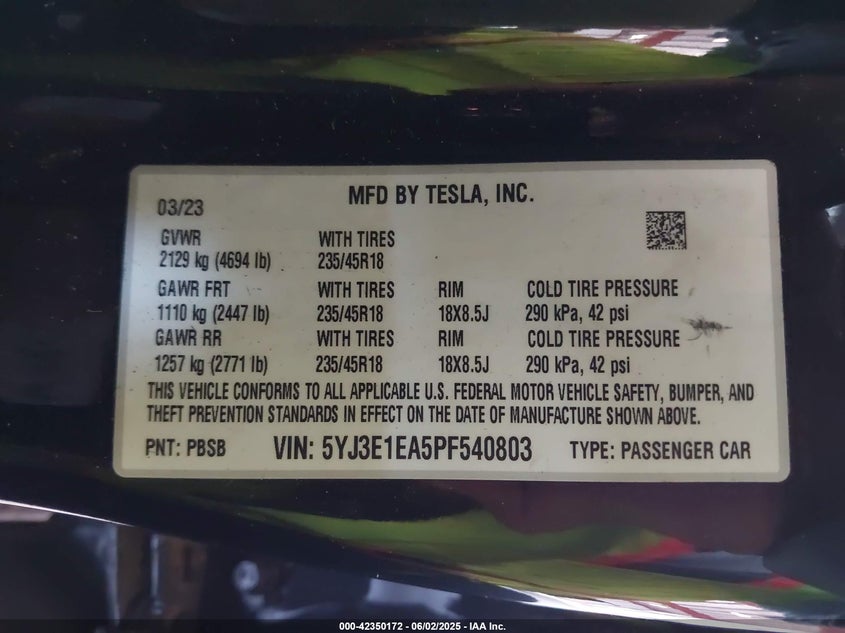 03/23
MFD BY TESLA, INC.
GVWR WITH TIRES
2129 kg (4694 lb) 235/45R18
GAWR FRT WITH TIRES RIM COLD TIRE PRESSURE
1110 kg (2447 lb) 235/45R18 18X8.5J 290 kPa, 42 psi
GAWR RR WITH TIRES RIM COLD TIRE PRESSURE
1257 kg (2771 lb) 235/45R18 18X8.5J 290 kPa, 42 psi
THIS VEHICLE CONFORMS TO ALL APPLICABLE U.S. FEDERAL MOTOR VEHICLE SAFETY, BUMPER, AND
THEFT PREVENTION STANDARDS IN EFFECT ON THE DATE OF MANUFACTURE SHOWN ABOVE.
PNT: PBSB VIN: 5YJ3E1EA5PF540803 TYPE: PASSENGER CAR
000-42350172 - 06/02/2025 - IAA Inc.